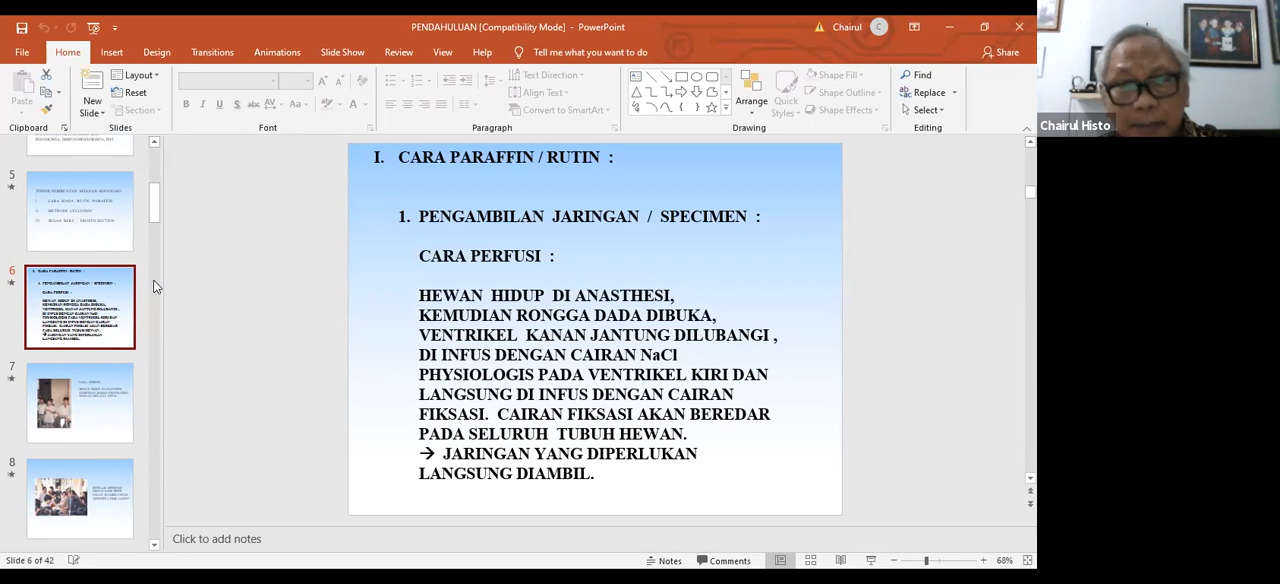 PENDAHULUAN [Compatibility Mode] - PowerPoint
Chairul
C
File Home Insert Design Transitions Animations Slide Show Review View Help Tell me what you want to do Share
Paste
New Slide
Layout
Reset
Section
Text Direction
Align Text
Convert to SmartArt
Arrange
Quick Styles
Shape Fill
Shape Outline
Shape Effects
Find
Replace
Select
Clipboard Slides Font Paragraph Drawing Editing
Chairul Histo
5
6
7
8
I. CARA PARAFFIN / RUTIN :
1. PENGAMBILAN JARINGAN / SPECIMEN :
CARA PERFUSI :
HEWAN HIDUP DI ANASTHESI,
KEMUDIAN RONGGA DADA DIBUKA,
VENTRIKEL KANAN JANTUNG DILUBANGI ,
DI INFUS DENGAN CAIRAN NaCl
PHYSIOLOGIS PADA VENTRIKEL KIRI DAN
LANGSUNG DI INFUS DENGAN CAIRAN
FIKSASI. CAIRAN FIKSASI AKAN BEREDAR
PADA SELURUH TUBUH HEWAN.
→ JARINGAN YANG DIPERLUKAN
LANGSUNG DIAMBIL.
Click to add notes
Slide 6 of 42
Notes Comments 68%